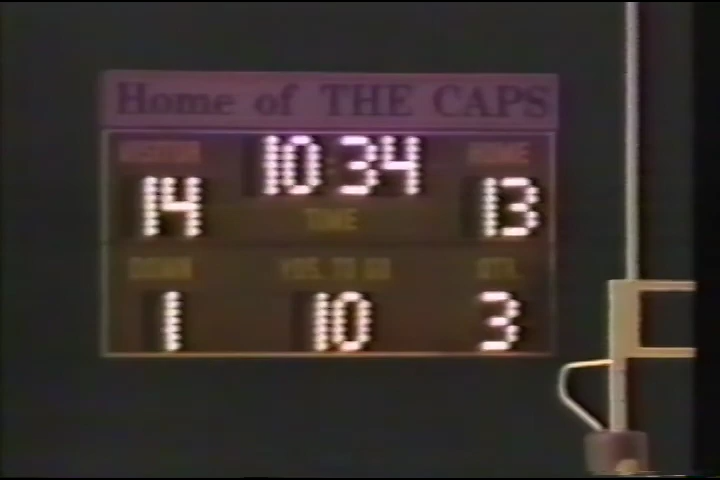 Home of THE CAPS
VISITOR 10 34 HOME
14 TIME 13
DOWN YDS. TO GO QTR.
1 10 3